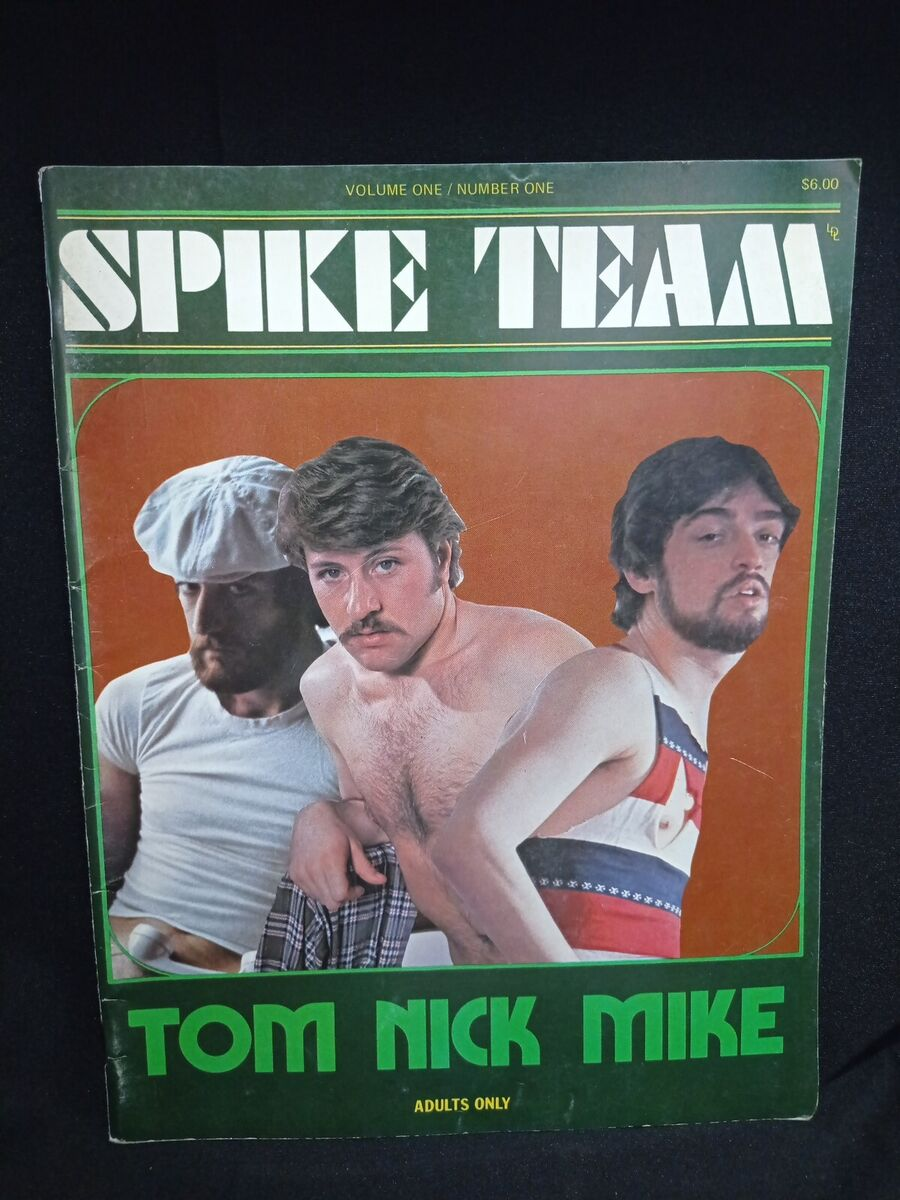 VOLUME ONE / NUMBER ONE
$6.00
SPIKE TEAM
TOM NICK MIKE
ADULTS ONLY